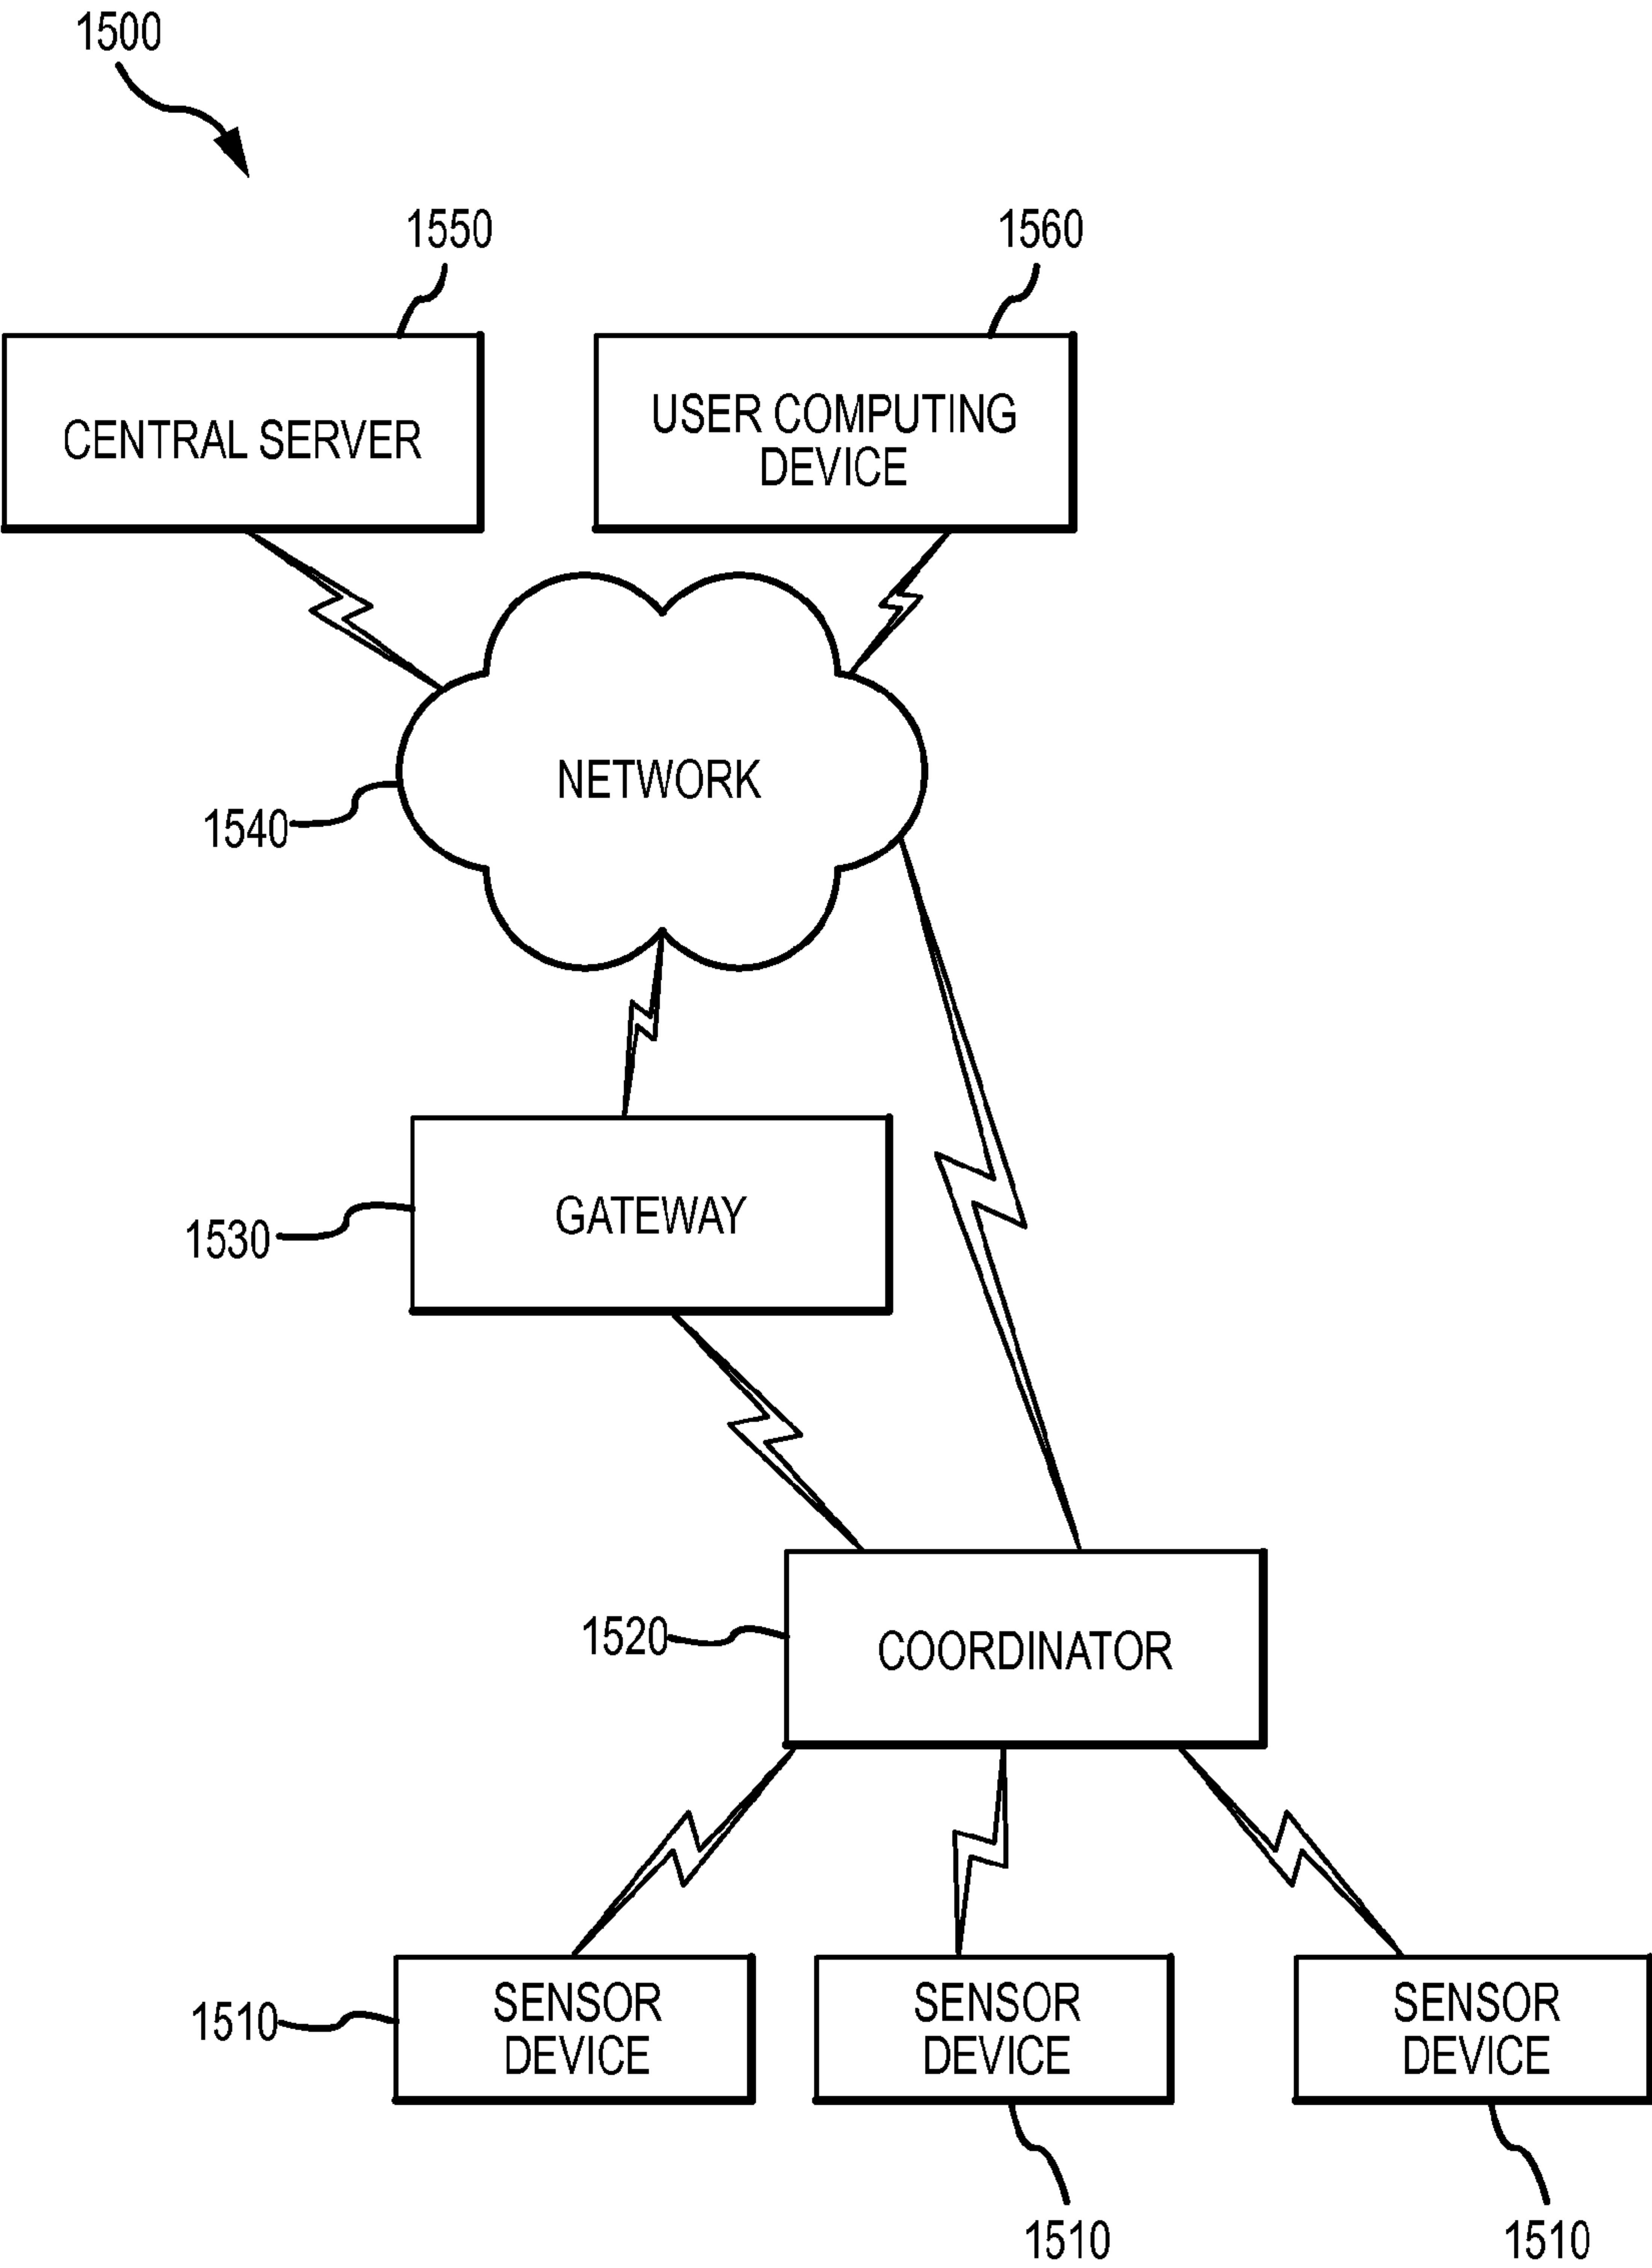 1500
1550
1560
CENTRAL SERVER
USER COMPUTING
DEVICE
NETWORK
1540
GATEWAY
1530
1520
COORDINATOR
1510
SENSOR
DEVICE
SENSOR
DEVICE
SENSOR
DEVICE
1510
1510